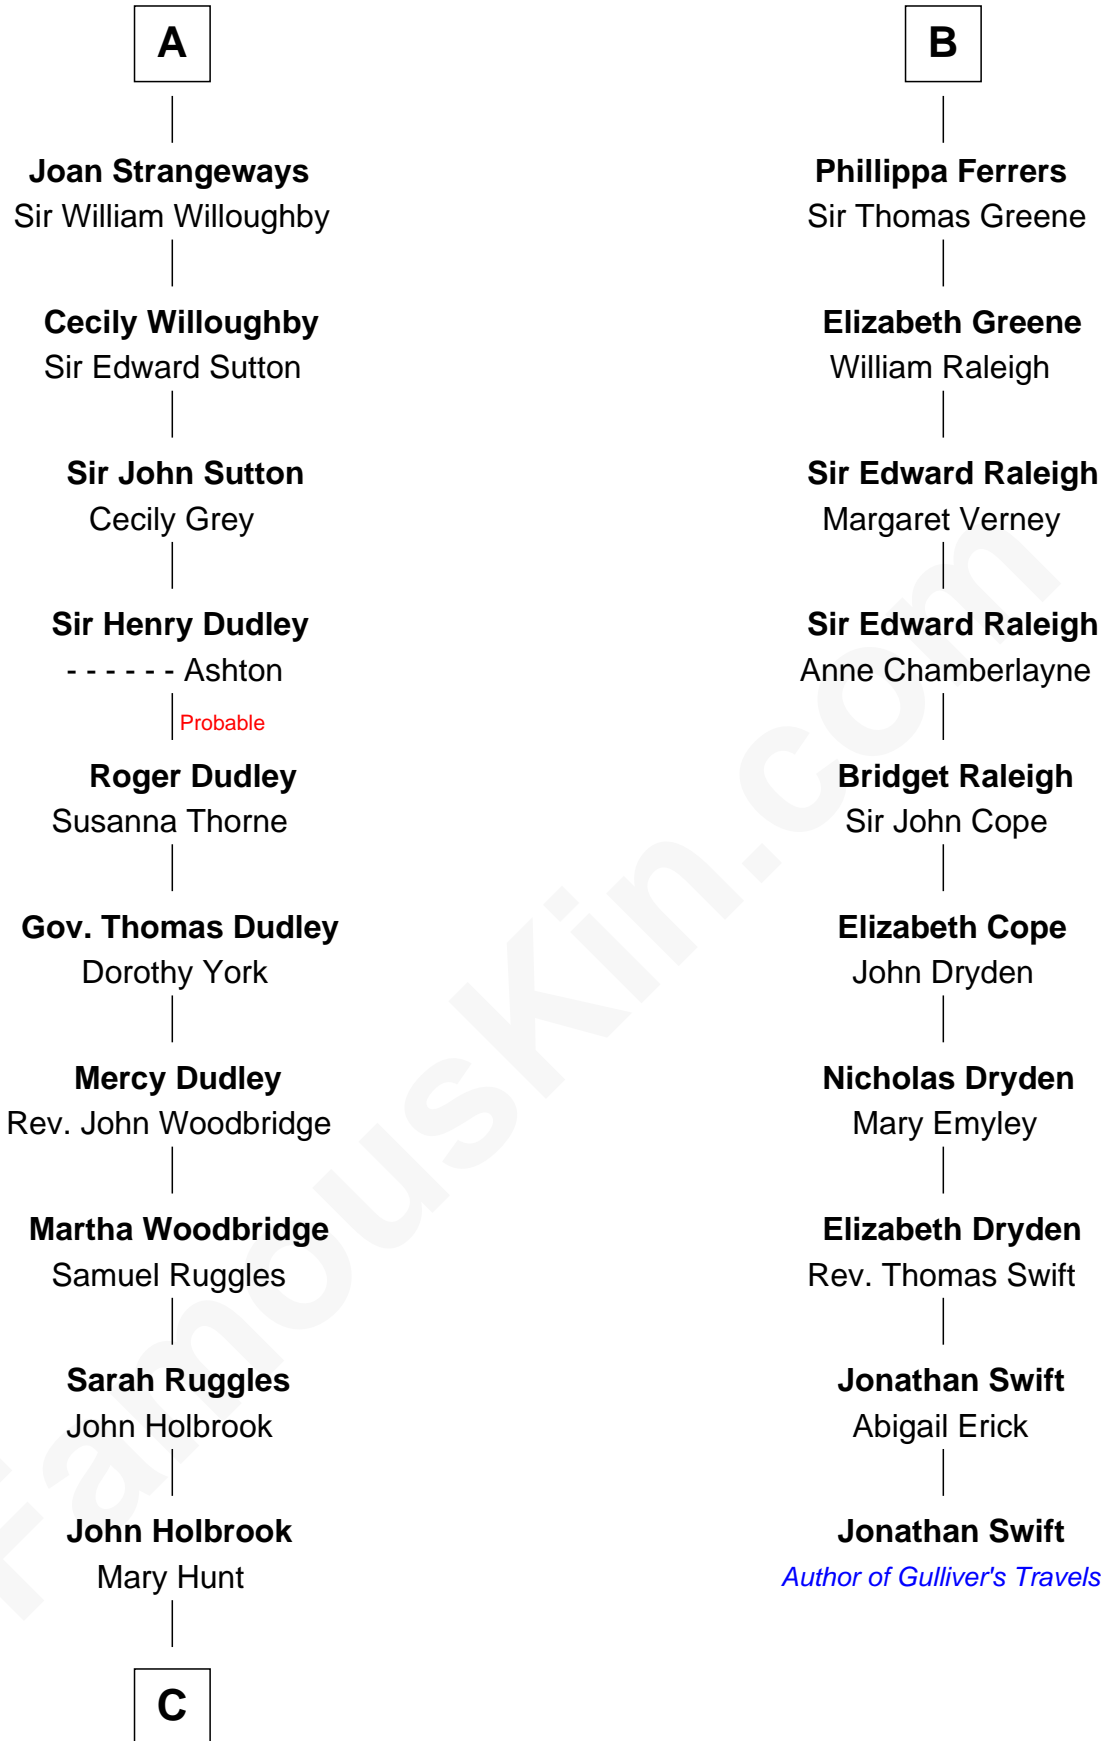 A
Joan Strangeways
Sir William Willoughby
Cecily Willoughby
Sir Edward Sutton
Sir John Sutton
Cecily Grey
Sir Henry Dudley
- - - - - - Ashton
Probable
Roger Dudley
Susanna Thorne
Gov. Thomas Dudley
Dorothy York
Mercy Dudley
Rev. John Woodbridge
Martha Woodbridge
Samuel Ruggles
Sarah Ruggles
John Holbrook
John Holbrook
Mary Hunt
C
B
Phillippa Ferrers
Sir Thomas Greene
Elizabeth Greene
William Raleigh
Sir Edward Raleigh
Margaret Verney
Sir Edward Raleigh
Anne Chamberlayne
Bridget Raleigh
Sir John Cope
Elizabeth Cope
John Dryden
Nicholas Dryden
Mary Emyley
Elizabeth Dryden
Rev. Thomas Swift
Jonathan Swift
Abigail Erick
Jonathan Swift
Author of Gulliver's Travels
FamousKin.com